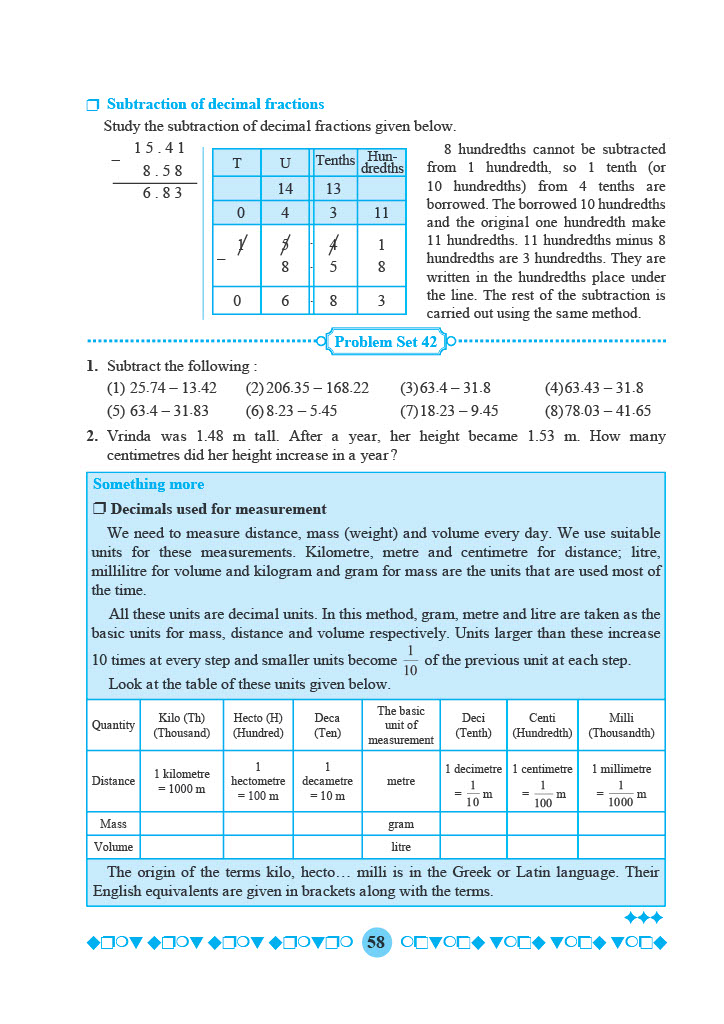 ❒ Subtraction of decimal fractions
Study the subtraction of decimal fractions given below.
1 5 . 4 1
− 8 . 5 8
6 . 8 3
T U Tenths Hun-
dredths
14 13
0 4 3 11
1 5 . 4 1
− 8 . 5 8
0 6 . 8 3
8 hundredths cannot be subtracted
from 1 hundredth, so 1 tenth (or
10 hundredths) from 4 tenths are
borrowed. The borrowed 10 hundredths
and the original one hundredth make
11 hundredths. 11 hundredths minus 8
hundredths are 3 hundredths. They are
written in the hundredths place under
the line. The rest of the subtraction is
carried out using the same method.
Problem Set 42
1. Subtract the following :
(1) 25.74 – 13.42 (2) 206.35 – 168.22 (3) 63.4 – 31.8 (4) 63.43 – 31.8
(5) 63.4 – 31.83 (6) 8.23 – 5.45 (7) 18.23 – 9.45 (8) 78.03 – 41.65
2. Vrinda was 1.48 m tall. After a year, her height became 1.53 m. How many
centimetres did her height increase in a year?
Something more
❒ Decimals used for measurement
We need to measure distance, mass (weight) and volume every day. We use suitable
units for these measurements. Kilometre, metre and centimetre for distance; litre,
millilitre for volume and kilogram and gram for mass are the units that are used most of
the time.
All these units are decimal units. In this method, gram, metre and litre are taken as the
basic units for mass, distance and volume respectively. Units larger than these increase
10 times at every step and smaller units become 1/10 of the previous unit at each step.
Look at the table of these units given below.
Quantity Kilo (Th) (Thousand) Hecto (H) (Hundred) Deca (Ten) The basic unit of measurement Deci (Tenth) Centi (Hundredth) Milli (Thousandth)
Distance 1 kilometre = 1000 m 1 hectometre = 100 m 1 decametre = 10 m metre 1 decimetre = 1/10 m 1 centimetre = 1/100 m 1 millimetre = 1/1000 m
Mass gram
Volume litre
The origin of the terms kilo, hecto… milli is in the Greek or Latin language. Their
English equivalents are given in brackets along with the terms.
58